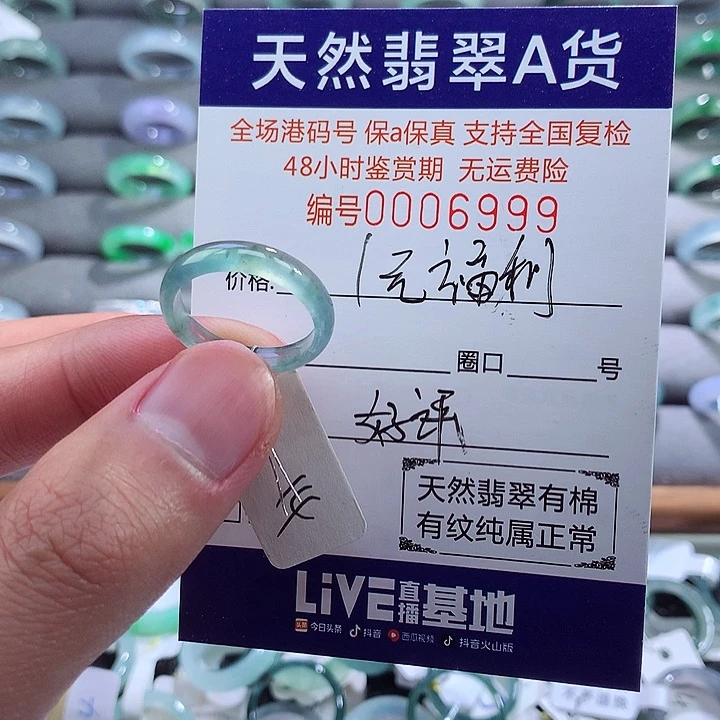 天然翡翠A货
全场港码号 保a保真 支持全国复检
48小时鉴赏期 无运费险
编号0006999
价格: 1元福利
圈口 号
好评
天然翡翠有棉
有纹纯属正常
LiVE直播基地
头条 今日头条 抖音 西瓜视频 抖音火山版